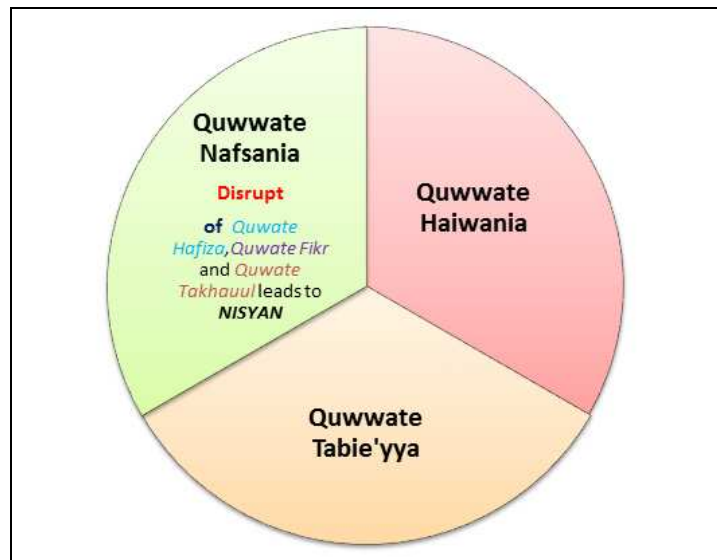 Quwwate
Nafsania
Disrupt
of Quwate
Hafiza,Quwate Fikr
and Quwate
Takhauul leads to
NISYAN
Quwwate
Haiwania
Quwwate
Tabie'yya